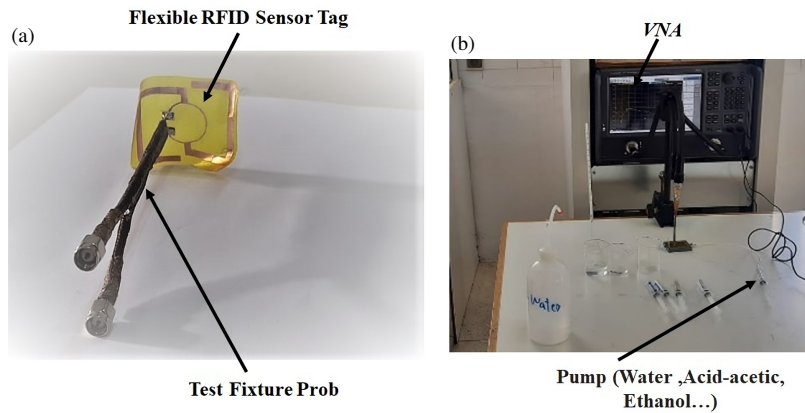 Flexible RFID Sensor Tag
(a)
Test Fixture Prob
(b)
VNA
Water
Pump (Water ,Acid-acetic,
Ethanol…)